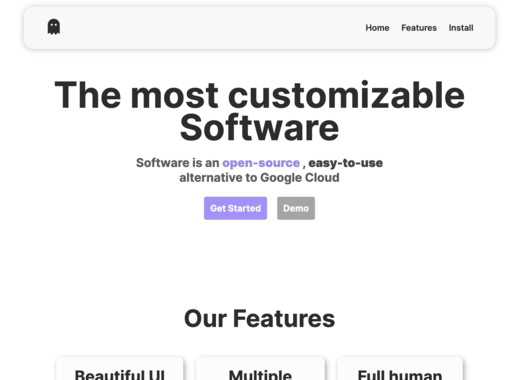 Home Features Install
The most customizable
Software
Software is an open-source , easy-to-use
alternative to Google Cloud
Get Started Demo
Our Features
Beautiful UI Multiple Full human